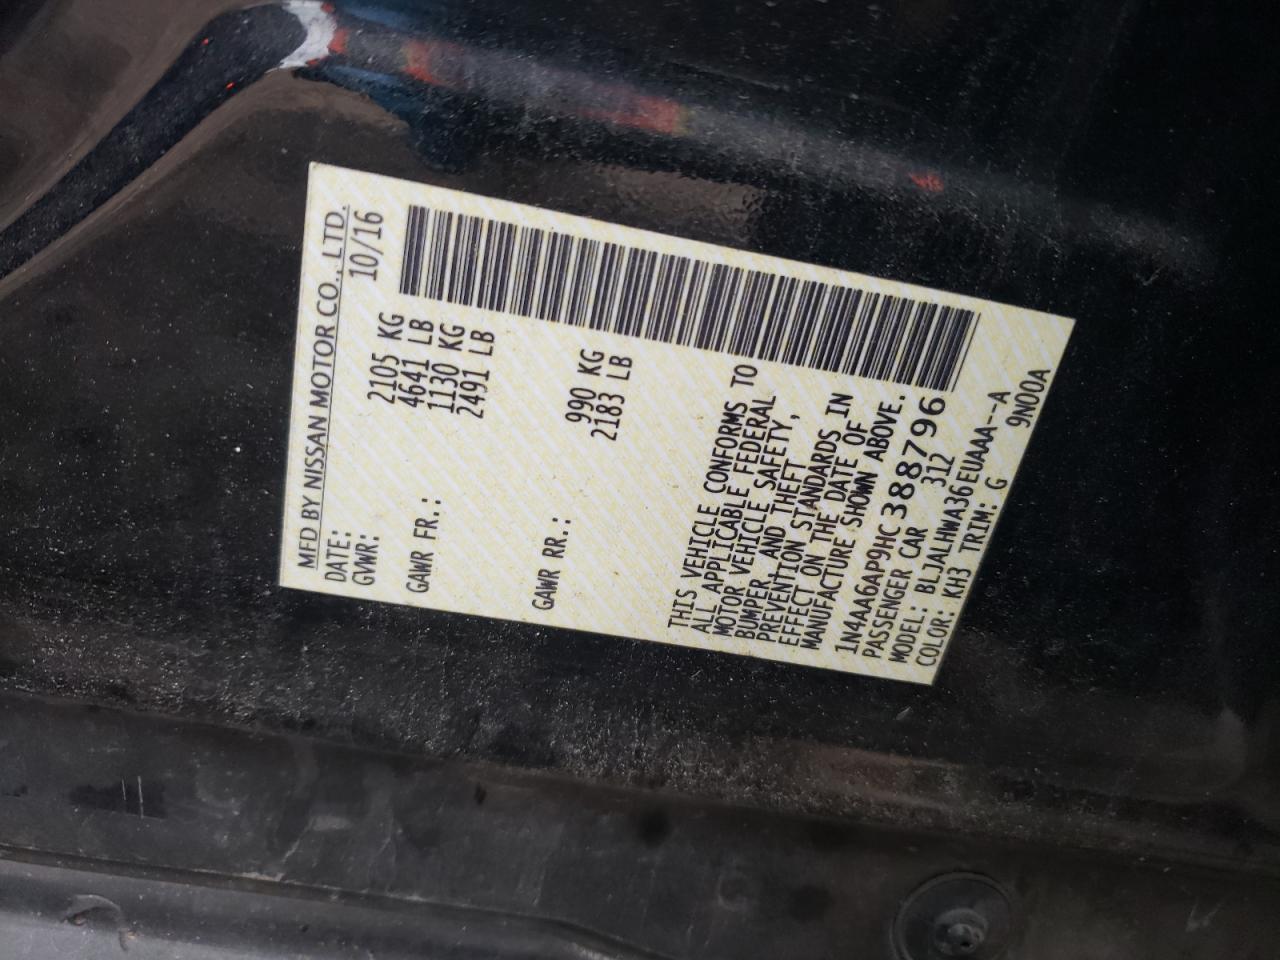 MFD BY NISSAN MOTOR CO., LTD.
DATE: 10/16
GVWR: 2105 KG
4641 LB
GAWR FR.: 1130 KG
2491 LB
GAWR RR.: 990 KG
2183 LB
THIS VEHICLE CONFORMS TO
ALL APPLICABLE FEDERAL
MOTOR VEHICLE SAFETY,
BUMPER, AND THEFT
PREVENTION STANDARDS IN
EFFECT ON THE DATE OF
MANUFACTURE SHOWN ABOVE.
1N4AA6AP9HC388796
PASSENGER CAR 312
MODEL: BLJALHWA36EUAAA--A
COLOR: KH3 TRIM: G 9N00A